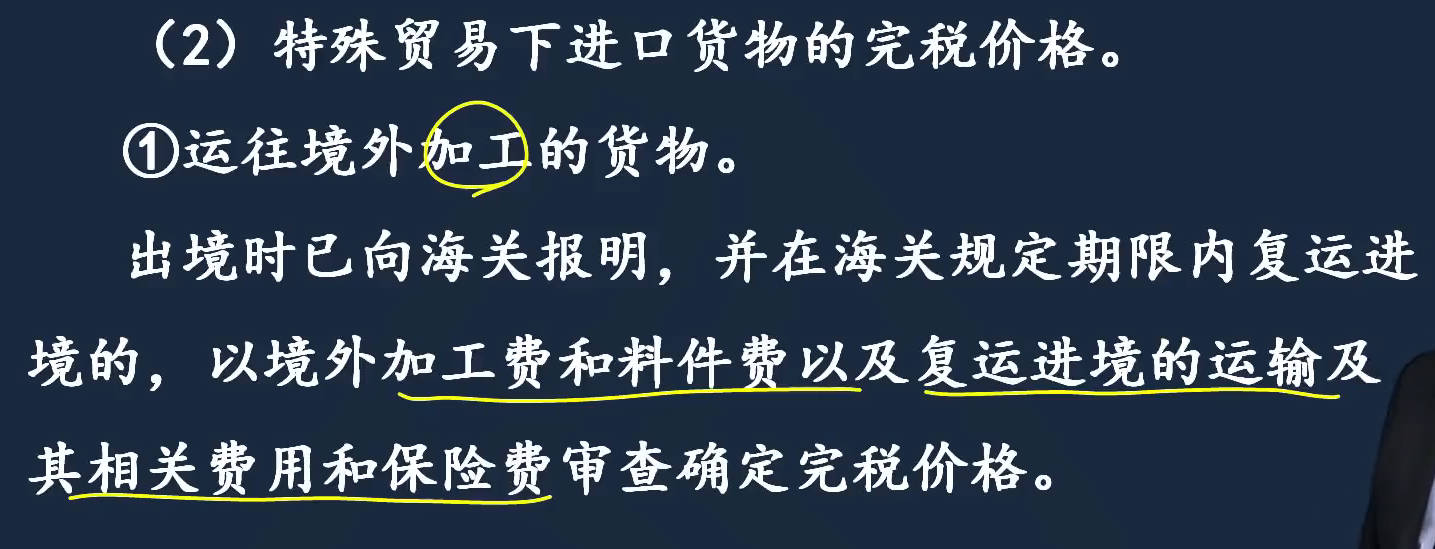 （2）特殊贸易下进口货物的完税价格。
①运往境外加工的货物。
出境时已向海关报明，并在海关规定期限内复运进
境的，以境外加工费和料件费以及复运进境的运输及
其相关费用和保险费审查确定完税价格。